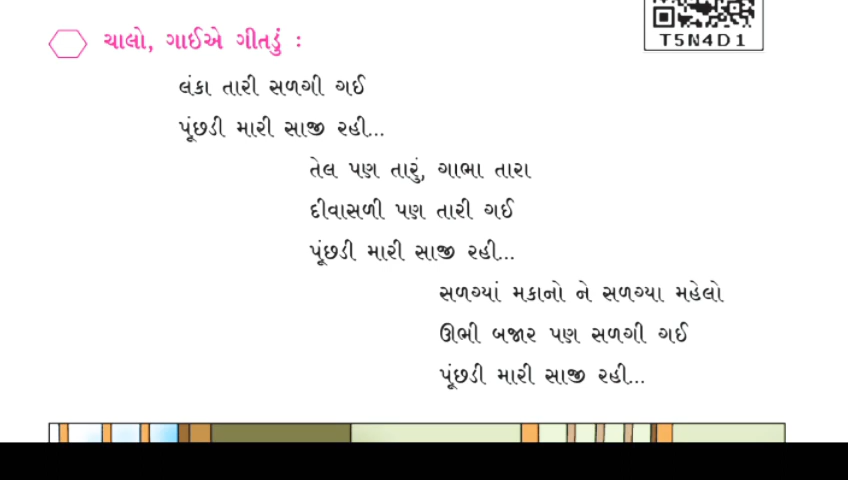 ચાલો, ગાઈએ ગીતડું :
T5N4D1
લંકા તારી સળગી ગઈ
પૂંછડી મારી સાજી રહી...
તેલ પણ તારું, ગાભા તારા
દીવાસળી પણ તારી ગઈ
પૂંછડી મારી સાજી રહી...
સળગ્યાં મકાનો ને સળગ્યા મહેલો
ઊભી બજાર પણ સળગી ગઈ
પૂંછડી મારી સાજી રહી...